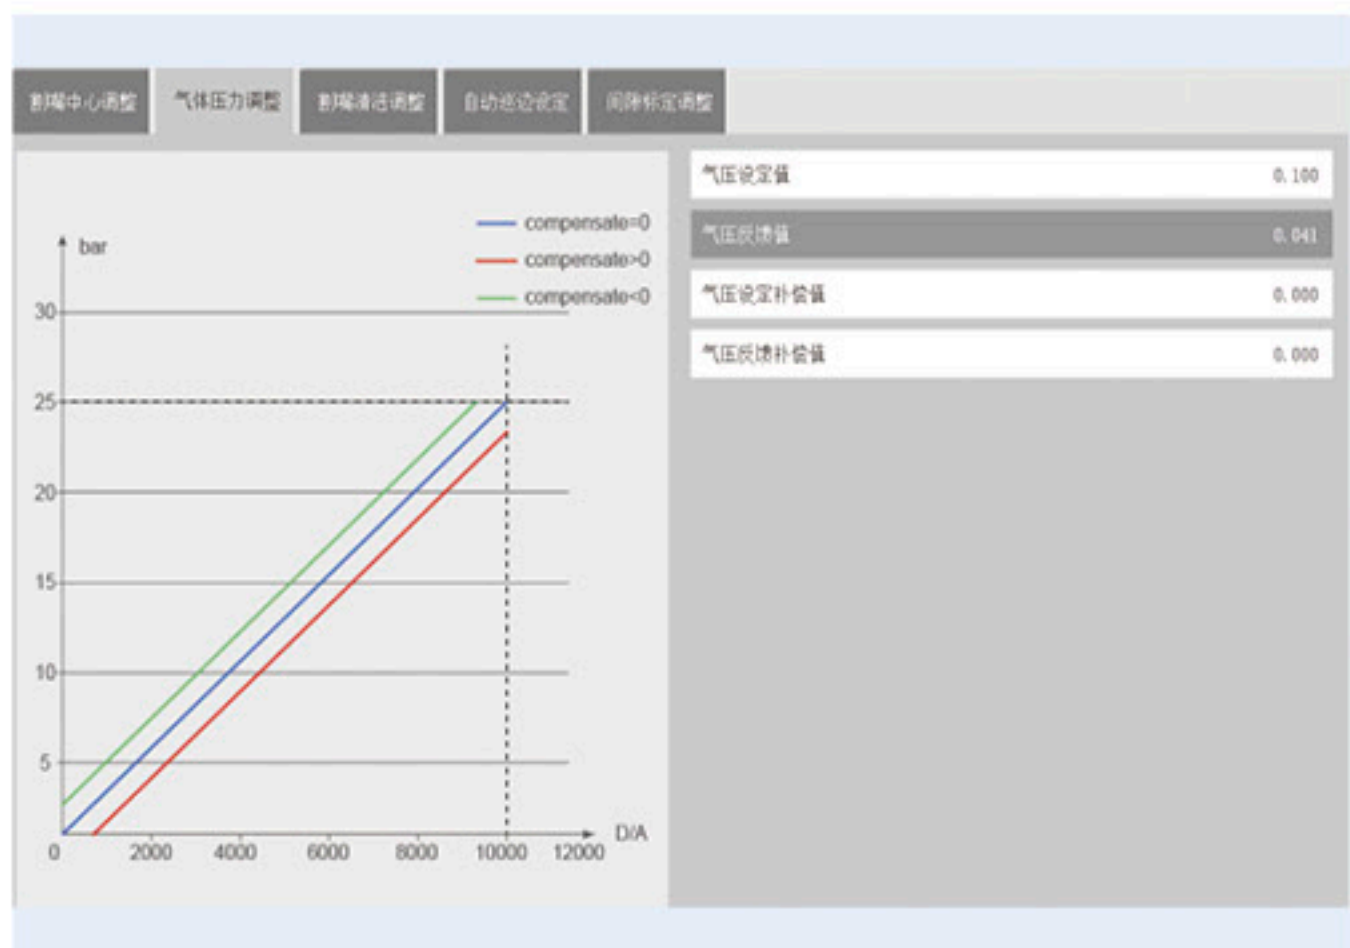 割嘴中心调整
气体压力调整
割嘴清洁调整
自动巡边设定
间隙标定调整
compensate=0
compensate>0
compensate<0
bar
30
25
20
15
10
5
0 2000 4000 6000 8000 10000 12000
D/A
气压设定值 0.100
气压反馈值 0.041
气压设定补偿值 0.000
气压反馈补偿值 0.000